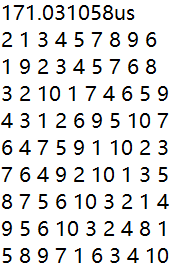 171.031058us
2 1 3 4 5 7 8 9 6
1 9 2 3 4 5 7 6 8
3 2 10 1 7 4 6 5 9
4 3 1 2 6 9 5 10 7
6 4 7 5 9 1 10 2 3
7 6 4 9 2 10 1 3 5
8 7 5 6 10 3 2 1 4
9 5 6 10 3 2 4 8 1
5 8 9 7 1 6 3 4 10